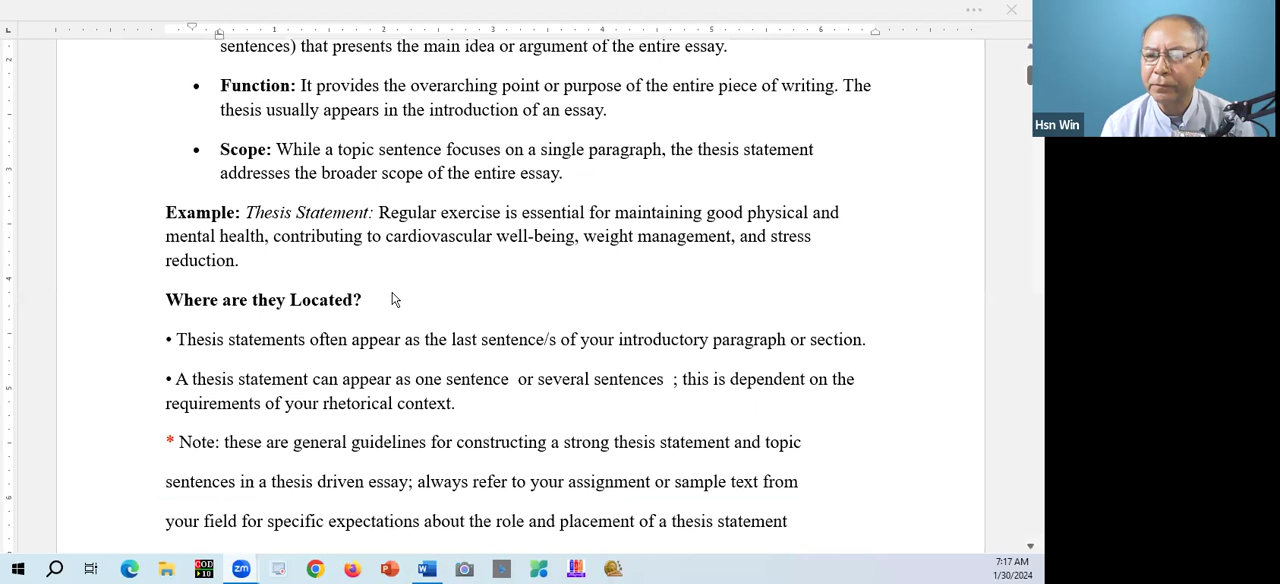 1 2 3 4 5 6
sentences) that presents the main idea or argument of the entire essay.
• Function: It provides the overarching point or purpose of the entire piece of writing. The
thesis usually appears in the introduction of an essay.
• Scope: While a topic sentence focuses on a single paragraph, the thesis statement
addresses the broader scope of the entire essay.
Example: Thesis Statement: Regular exercise is essential for maintaining good physical and
mental health, contributing to cardiovascular well-being, weight management, and stress
reduction.
Where are they Located?
• Thesis statements often appear as the last sentence/s of your introductory paragraph or section.
• A thesis statement can appear as one sentence or several sentences ; this is dependent on the
requirements of your rhetorical context.
* Note: these are general guidelines for constructing a strong thesis statement and topic
sentences in a thesis driven essay; always refer to your assignment or sample text from
your field for specific expectations about the role and placement of a thesis statement
Hsn Win
zm
7:17 AM
1/30/2024